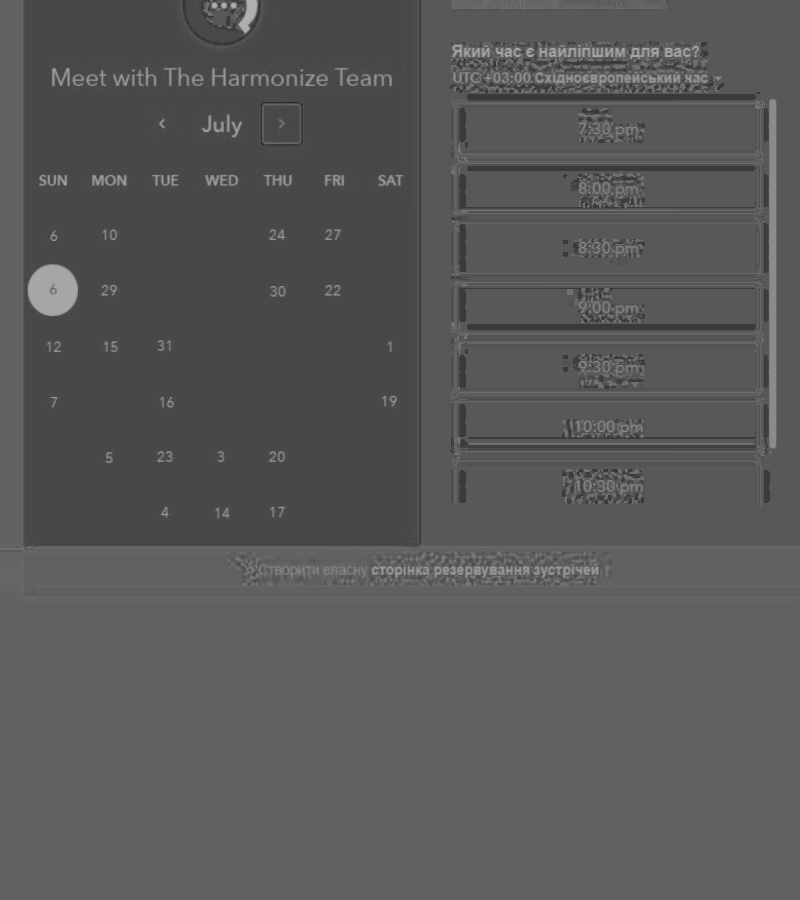 Meet with The Harmonize Team
July
SUN MON TUE WED THU FRI SAT
6 10 24 27
6 29 30 22
12 15 31 1
7 16 19
5 23 3 20
4 14 17
Який час є найліпшим для вас?
UTC +03:00 Східноєвропейський час
7:30 pm
8:00 pm
8:30 pm
9:00 pm
9:30 pm
10:00 pm
10:30 pm
Створити власну сторінка резервування зустрічей